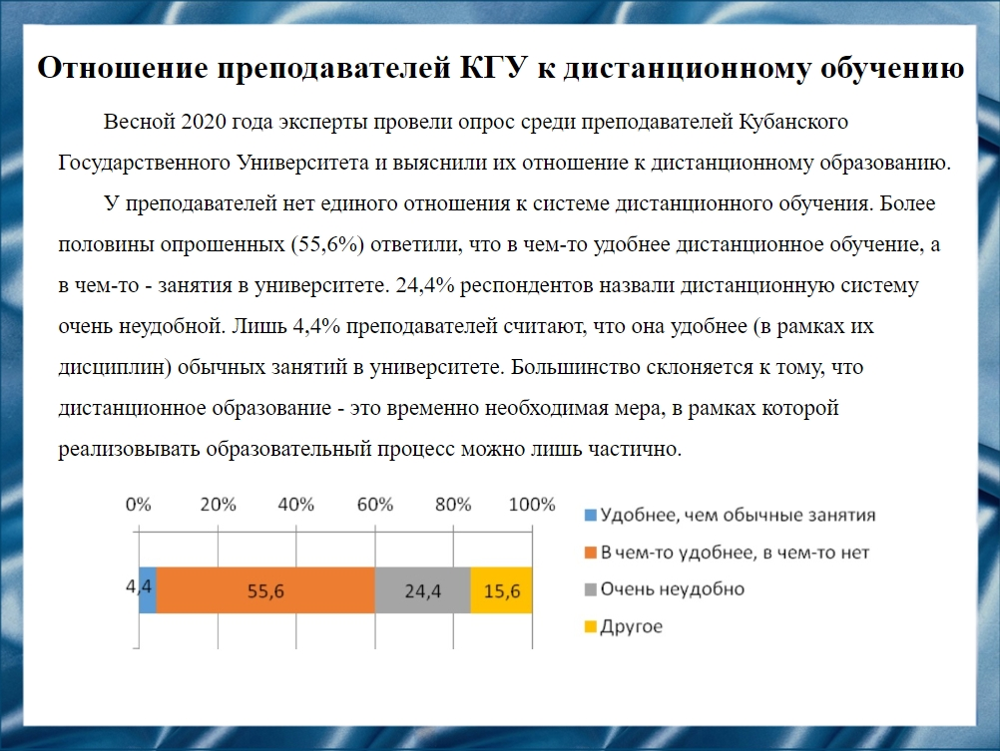 Отношение преподавателей КГУ к дистанционному обучению
Весной 2020 года эксперты провели опрос среди преподавателей Кубанского
Государственного Университета и выяснили их отношение к дистанционному образованию.
У преподавателей нет единого отношения к системе дистанционного обучения. Более
половины опрошенных (55,6%) ответили, что в чем-то удобнее дистанционное обучение, а
в чем-то - занятия в университете. 24,4% респондентов назвали дистанционную систему
очень неудобной. Лишь 4,4% преподавателей считают, что она удобнее (в рамках их
дисциплин) обычных занятий в университете. Большинство склоняется к тому, что
дистанционное образование - это временно необходимая мера, в рамках которой
реализовывать образовательный процесс можно лишь частично.
0% 20% 40% 60% 80% 100%
4,4 55,6 24,4 15,6
Удобнее, чем обычные занятия
В чем-то удобнее, в чем-то нет
Очень неудобно
Другое